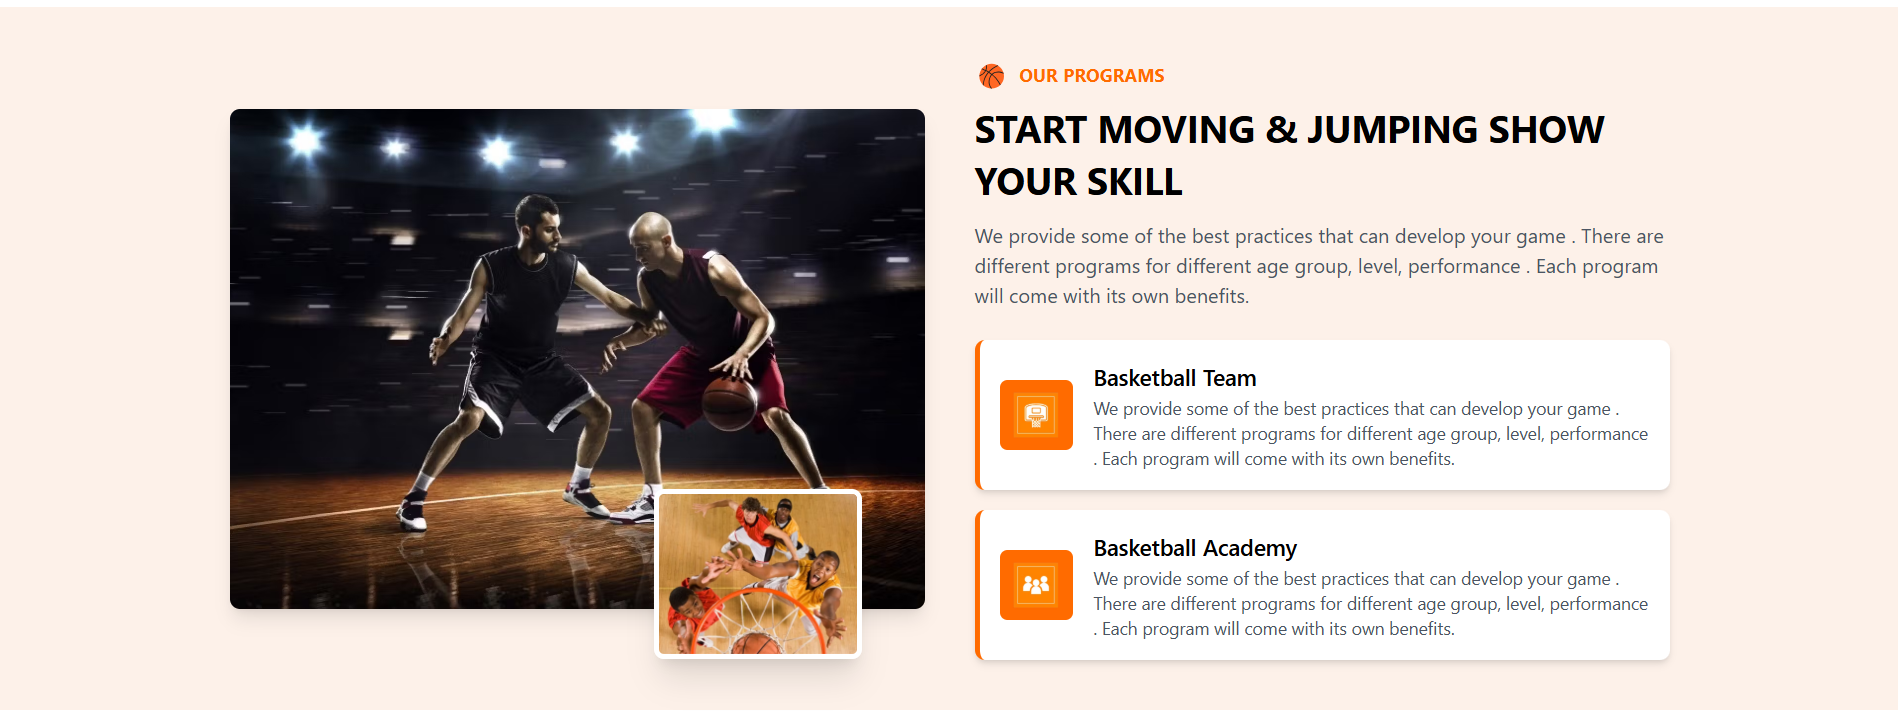 OUR PROGRAMS
START MOVING & JUMPING SHOW
YOUR SKILL
We provide some of the best practices that can develop your game . There are
different programs for different age group, level, performance . Each program
will come with its own benefits.
Basketball Team
We provide some of the best practices that can develop your game .
There are different programs for different age group, level, performance
. Each program will come with its own benefits.
Basketball Academy
We provide some of the best practices that can develop your game .
There are different programs for different age group, level, performance
. Each program will come with its own benefits.